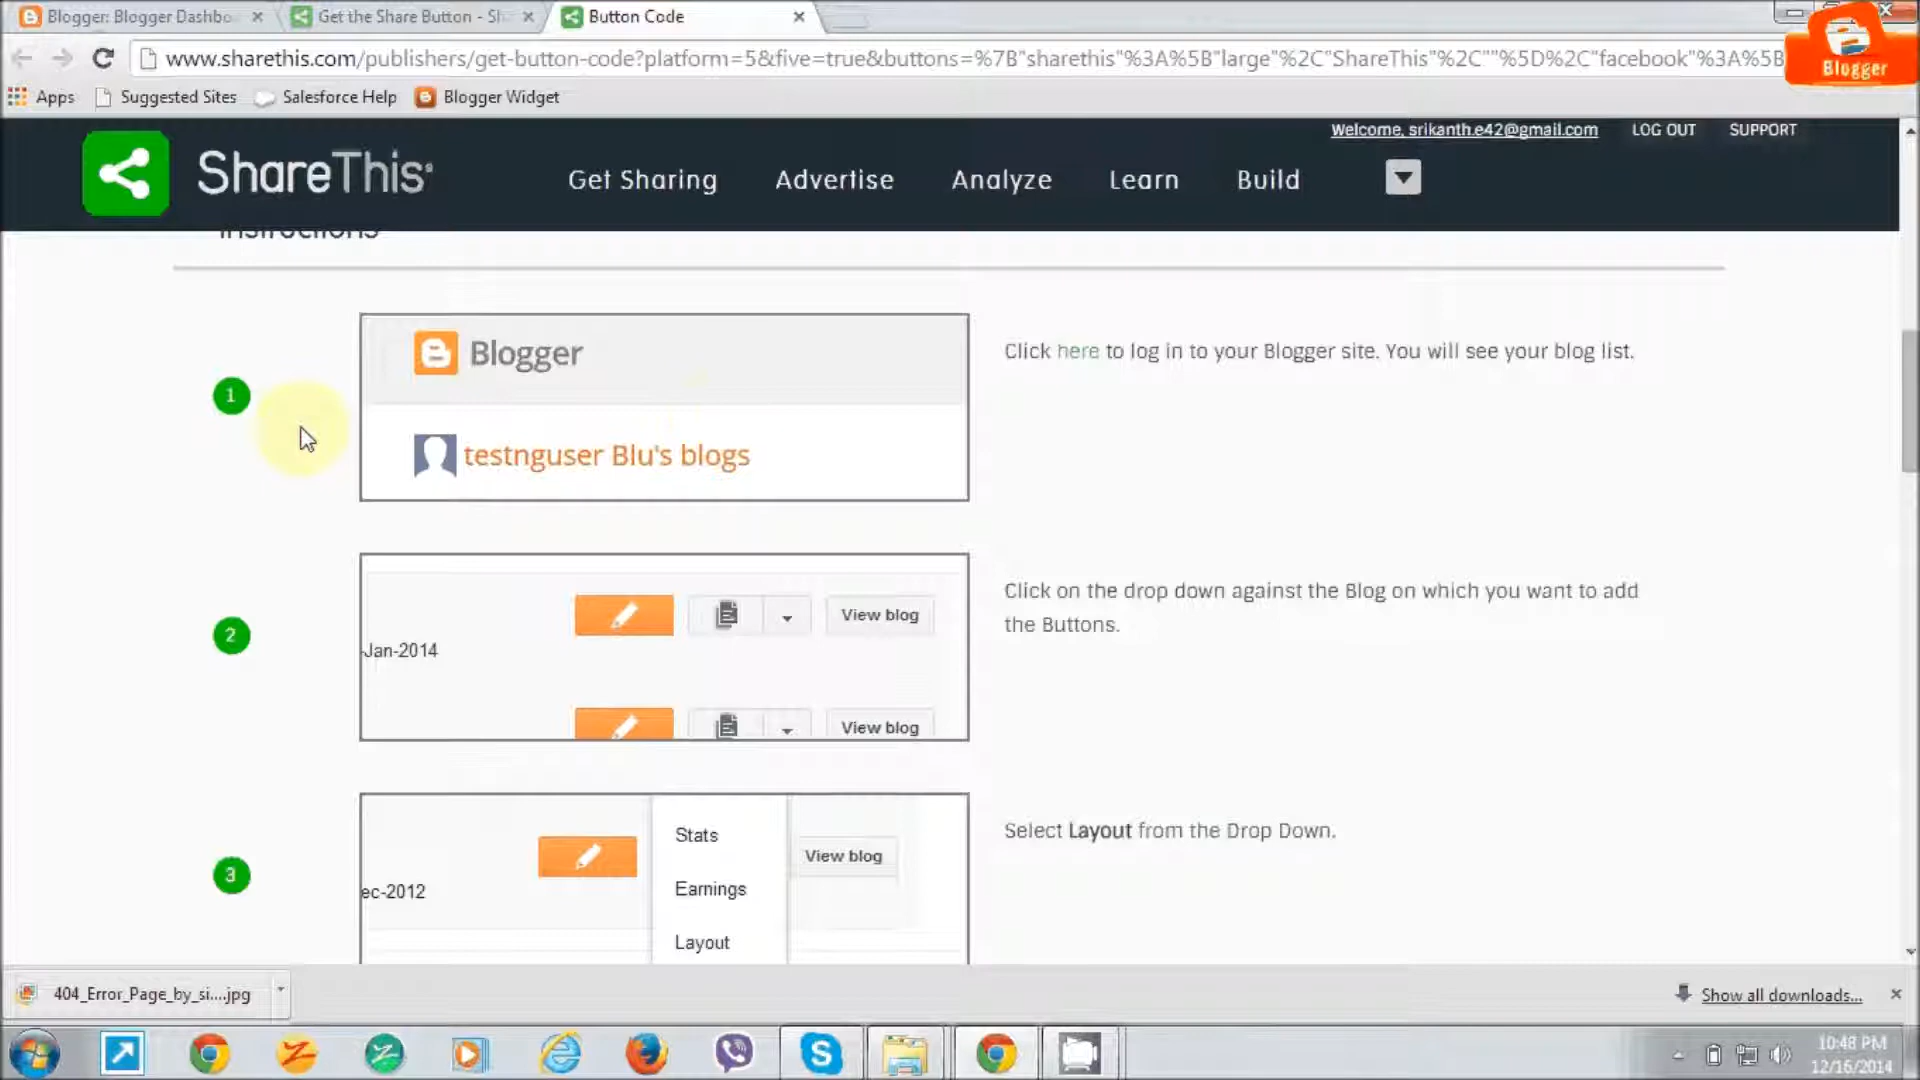 Blogger: Blogger Dashbo
Get the Share Button - Sh
Button Code
www.sharethis.com/publishers/get-button-code?platform=5&five=true&buttons=%7B"sharethis"%3A%5B"large"%2C"ShareThis"%2C""%5D%2C"facebook"%3A%5B
Blogger
Apps
Suggested Sites
Salesforce Help
Blogger Widget
Welcome, srikanth.e42@gmail.com
LOG OUT
SUPPORT
ShareThis
Get Sharing
Advertise
Analyze
Learn
Build
Instructions
1
Blogger
testnguser Blu's blogs
Click here to log in to your Blogger site. You will see your blog list.
2
-Jan-2014
View blog
View blog
Click on the drop down against the Blog on which you want to add
the Buttons.
3
ec-2012
Stats
Earnings
Layout
View blog
Select Layout from the Drop Down.
404_Error_Page_by_si....jpg
Show all downloads...
10:48 PM
12/16/2014